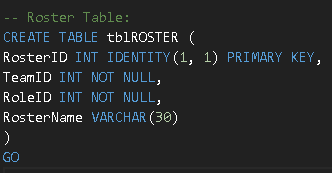 -- Roster Table:
CREATE TABLE tblROSTER (
RosterID INT IDENTITY(1, 1) PRIMARY KEY,
TeamID INT NOT NULL,
RoleID INT NOT NULL,
RosterName VARCHAR(30)
)
GO